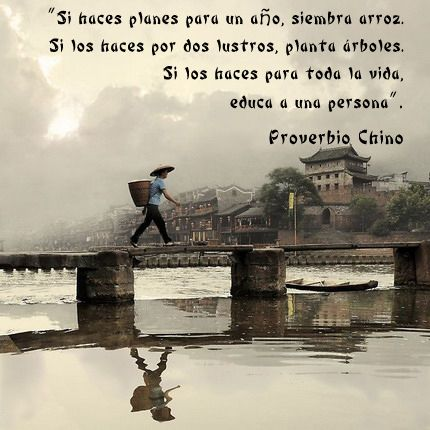 "Si haces planes para un año, siembra arroz.
Si los haces por dos lustros, planta árboles.
Si los haces para toda la vida,
educa a una persona".
Proverbio Chino